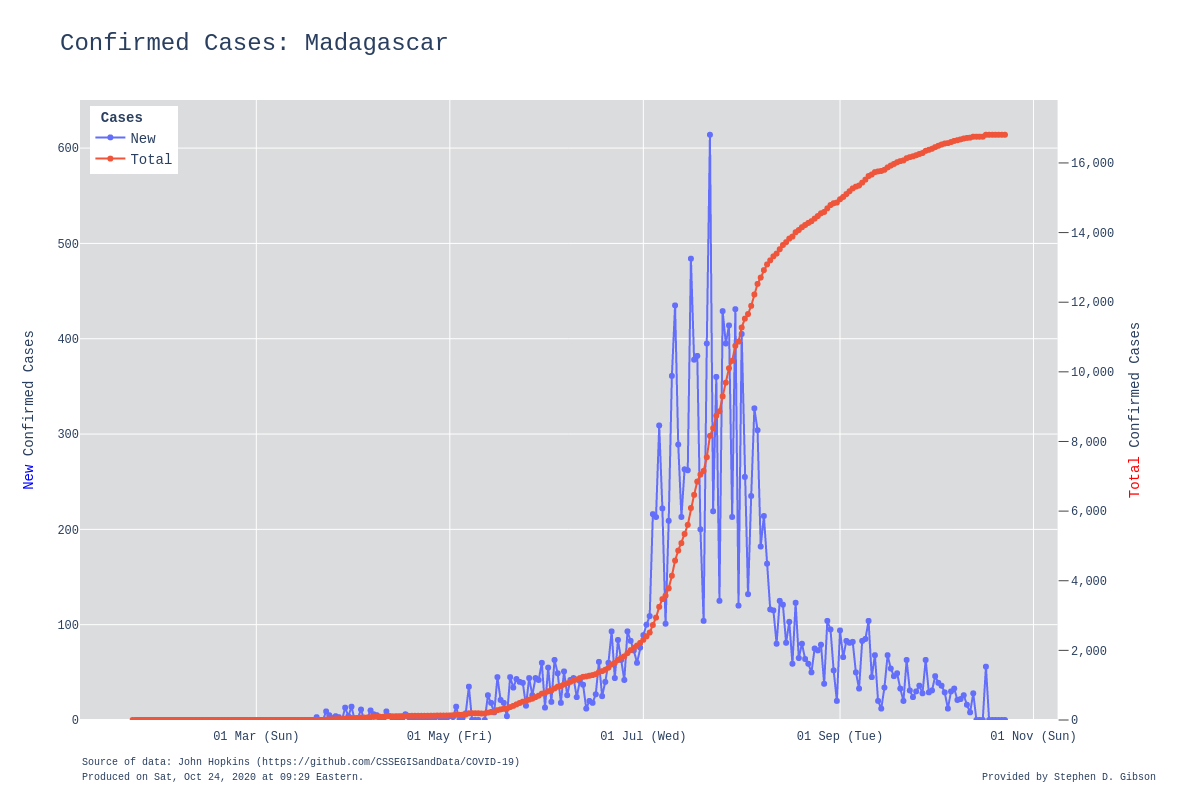 Confirmed Cases: Madagascar
Cases
New
Total
600
500
400
300
200
100
0
16,000
14,000
12,000
10,000
8,000
6,000
4,000
2,000
0
New Confirmed Cases
Total Confirmed Cases
01 Mar (Sun)
01 May (Fri)
01 Jul (Wed)
01 Sep (Tue)
01 Nov (Sun)
Source of data: John Hopkins (https://github.com/CSSEGISandData/COVID-19)
Produced on Sat, Oct 24, 2020 at 09:29 Eastern.
Provided by Stephen D. Gibson